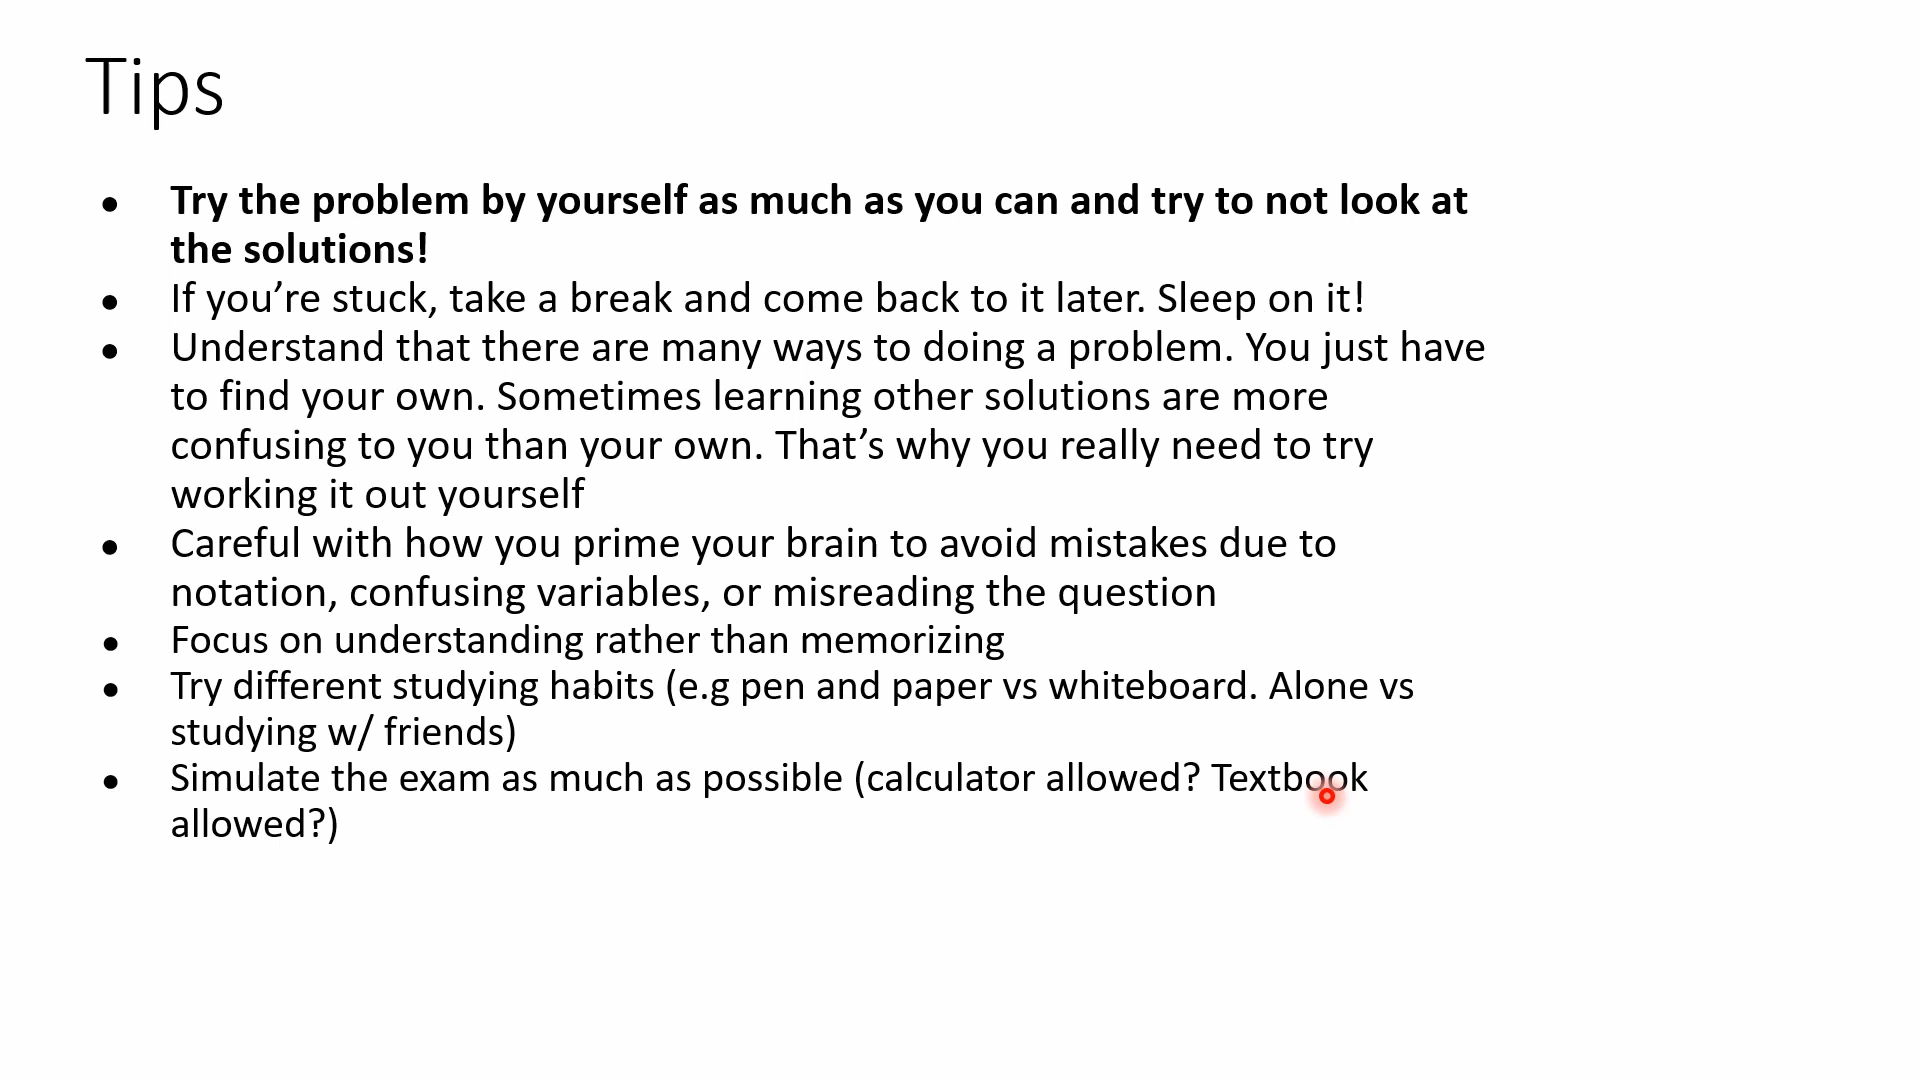 Tips
● Try the problem by yourself as much as you can and try to not look at
the solutions!
● If you’re stuck, take a break and come back to it later. Sleep on it!
● Understand that there are many ways to doing a problem. You just have
to find your own. Sometimes learning other solutions are more
confusing to you than your own. That’s why you really need to try
working it out yourself
● Careful with how you prime your brain to avoid mistakes due to
notation, confusing variables, or misreading the question
● Focus on understanding rather than memorizing
● Try different studying habits (e.g pen and paper vs whiteboard. Alone vs
studying w/ friends)
● Simulate the exam as much as possible (calculator allowed? Textbook
allowed?)